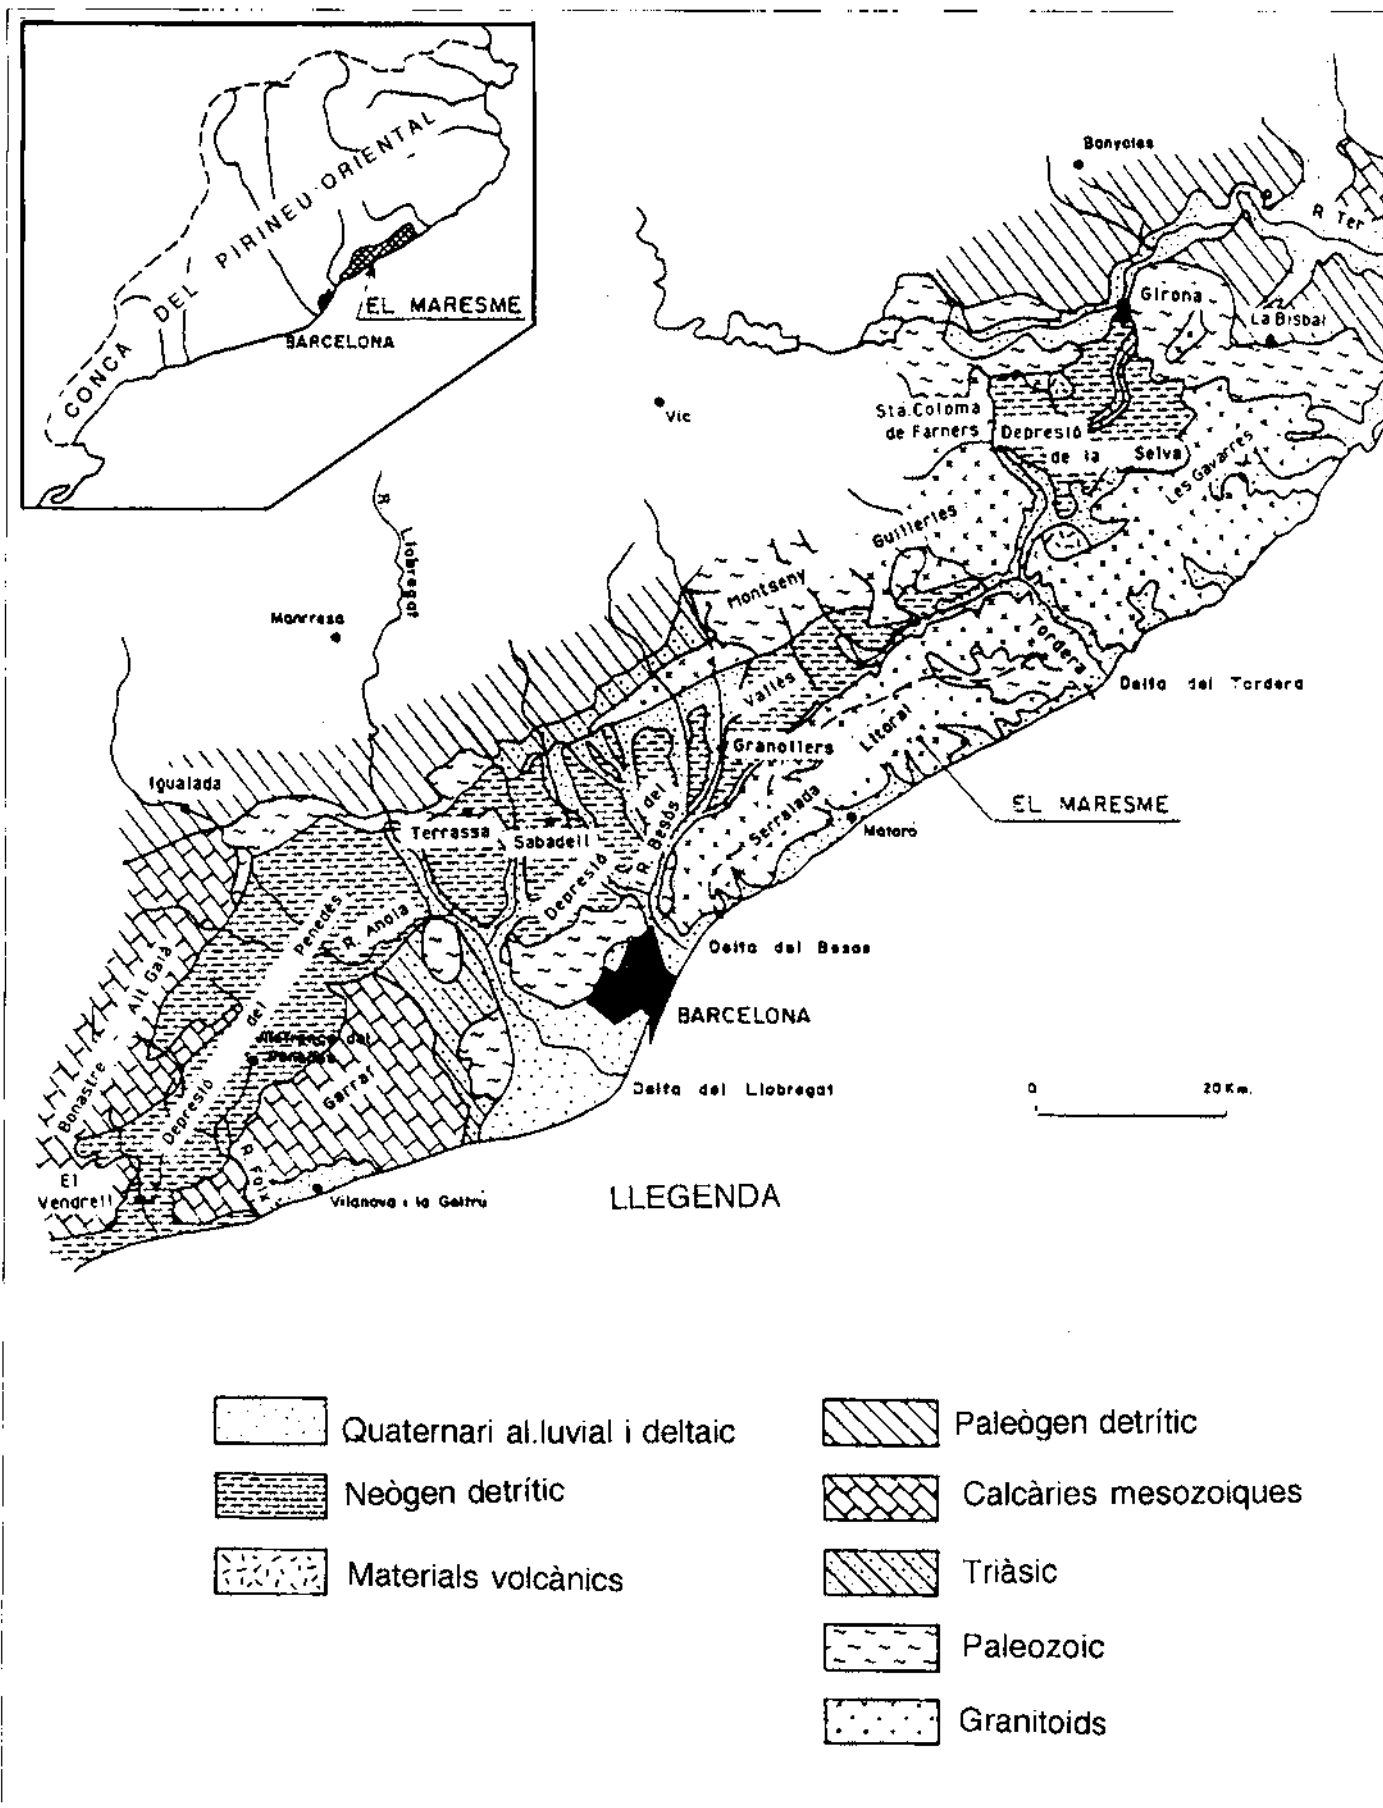 CONCA DEL PIRINEU ORIENTAL
EL MARESME
BARCELONA
Banyoles
R Ter
Girona
La Bisbal
Sta. Coloma
de Farners
Depresió
de la Selva
Les Gavarres
Vic
R Llobregat
Guilleries
Montseny
Manresa
Tordera
Delta del Tordera
Vallès
Litoral
Granollers
Igualada
EL MARESME
del
Serralada
Mataró
Terrassa
Sabadell
R. Besòs
Depresió
Penedès
R. Anoia
Delta del Besòs
Alt Gaià
del
BARCELONA
Vilafranca del
Penedès
Bonastre
Garraf
Delta del Llobregat
0 20 Km.
Depresió
El
Vendrell
R Foix
Vilanova i la Geltrú
LLEGENDA
Quaternari al.luvial i deltaic
Neògen detrític
Materials volcànics
Paleògen detrític
Calcàries mesozoiques
Triàsic
Paleozoic
Granitoids